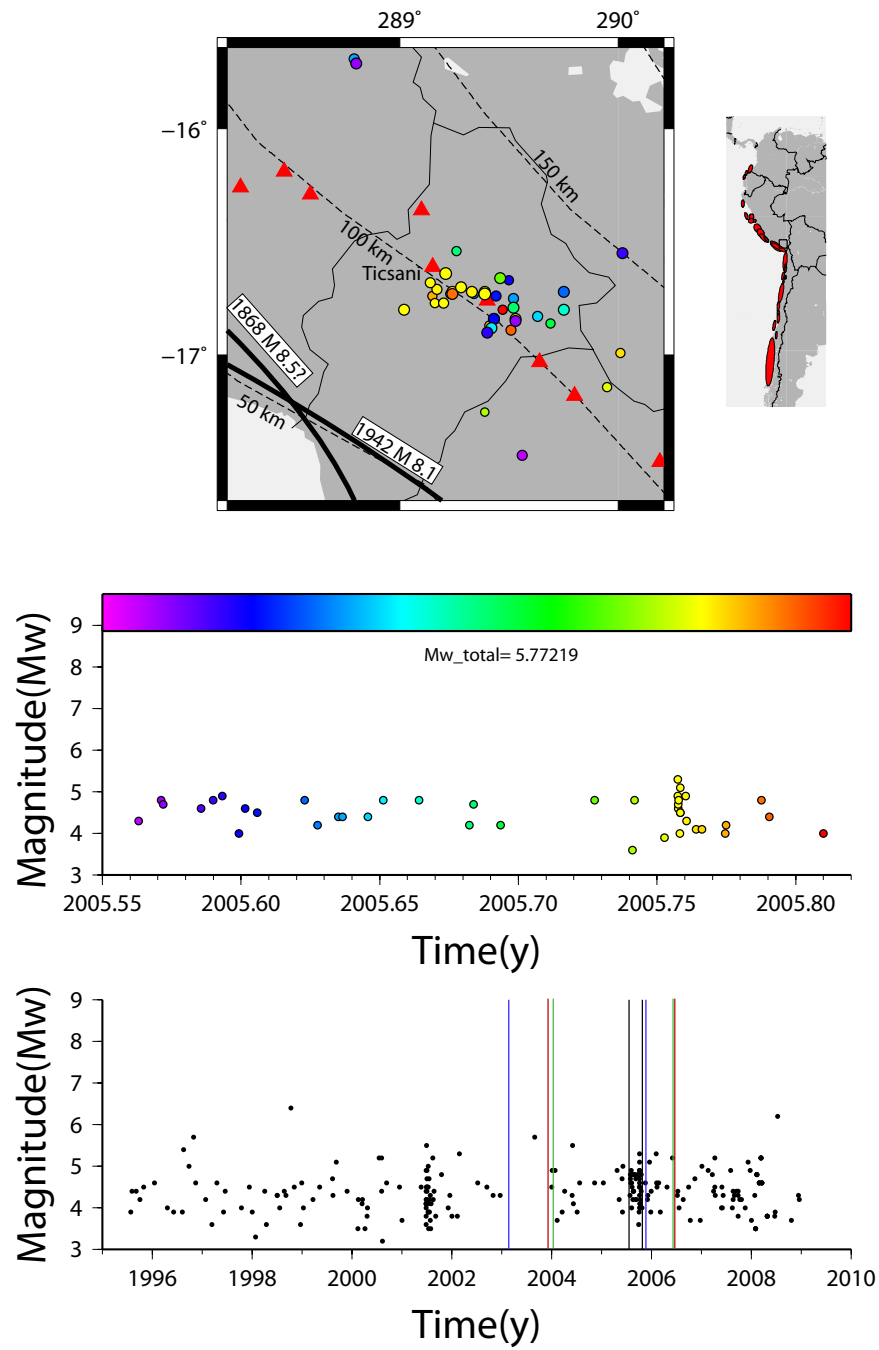 289° 290°
−16°
−17°
150 km
100 km
Ticsani
1868 M 8.5?
50 km
1942 M 8.1
Magnitude(Mw)
9
8
7
6
5
4
3
Mw_total= 5.77219
2005.55 2005.60 2005.65 2005.70 2005.75 2005.80
Time(y)
Magnitude(Mw)
9
8
7
6
5
4
3
1996 1998 2000 2002 2004 2006 2008 2010
Time(y)